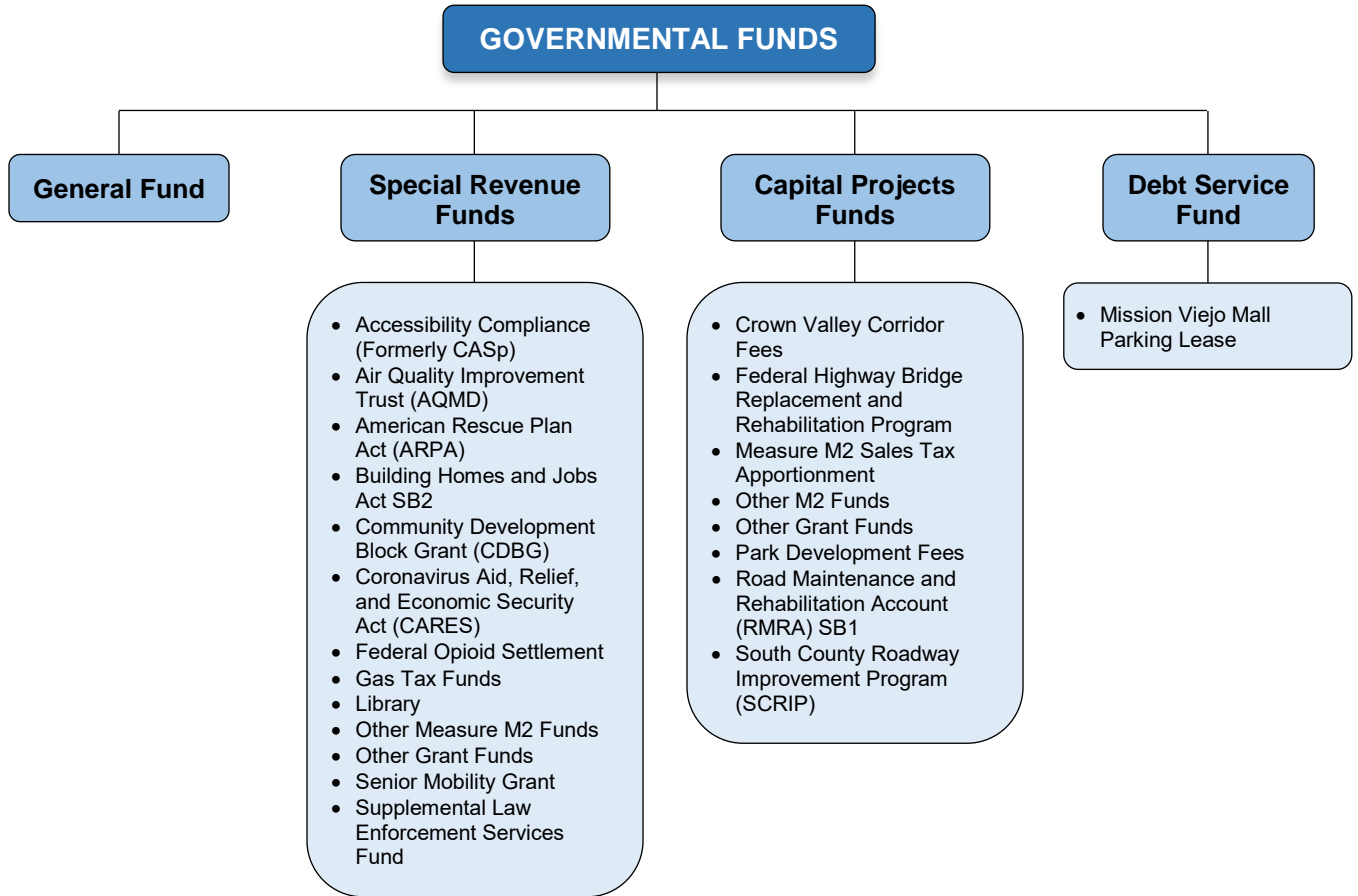 GOVERNMENTAL FUNDS
General Fund
Special Revenue
Funds
Capital Projects
Funds
Debt Service
Fund
• Accessibility Compliance
(Formerly CASp)
• Air Quality Improvement
Trust (AQMD)
• American Rescue Plan
Act (ARPA)
• Building Homes and Jobs
Act SB2
• Community Development
Block Grant (CDBG)
• Coronavirus Aid, Relief,
and Economic Security
Act (CARES)
• Federal Opioid Settlement
• Gas Tax Funds
• Library
• Other Measure M2 Funds
• Other Grant Funds
• Senior Mobility Grant
• Supplemental Law
Enforcement Services
Fund
• Crown Valley Corridor
Fees
• Federal Highway Bridge
Replacement and
Rehabilitation Program
• Measure M2 Sales Tax
Apportionment
• Other M2 Funds
• Other Grant Funds
• Park Development Fees
• Road Maintenance and
Rehabilitation Account
(RMRA) SB1
• South County Roadway
Improvement Program
(SCRIP)
• Mission Viejo Mall
Parking Lease